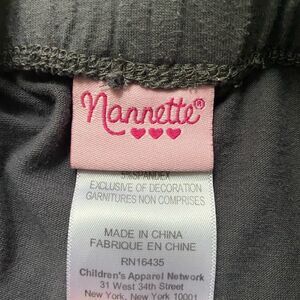 nannette®
5% SPANDEX
EXCLUSIVE OF DECORATION
GARNITURES NON COMPRISES
MADE IN CHINA
FABRIQUE EN CHINE
RN16435
Children's Apparel Network
31 West 34th Street
New York, New York 10001